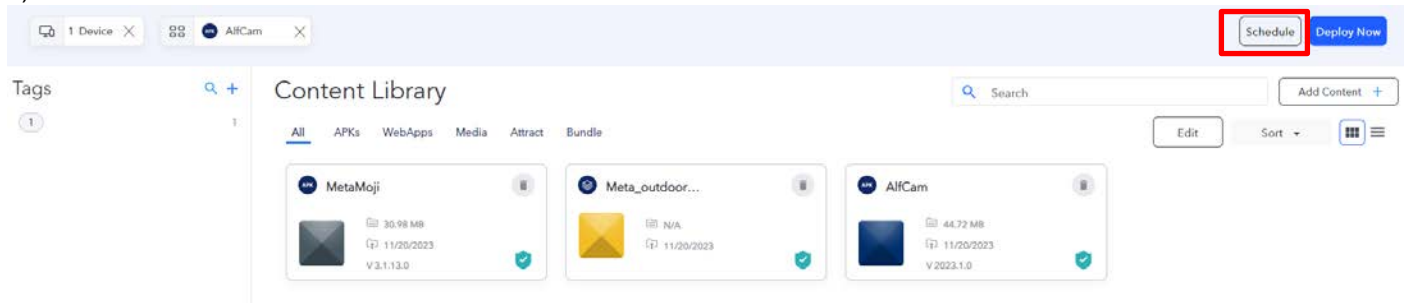 1 Device AlfCam Schedule Deploy Now
Tags Content Library Search Add Content +
1 1
All APKs WebApps Media Attract Bundle Edit Sort
APK MetaMoji Meta_outdoor... APK AlfCam
30.98 MB N/A 44.72 MB
11/20/2023 11/20/2023 11/20/2023
V 3.1.13.0 V 2023.1.0